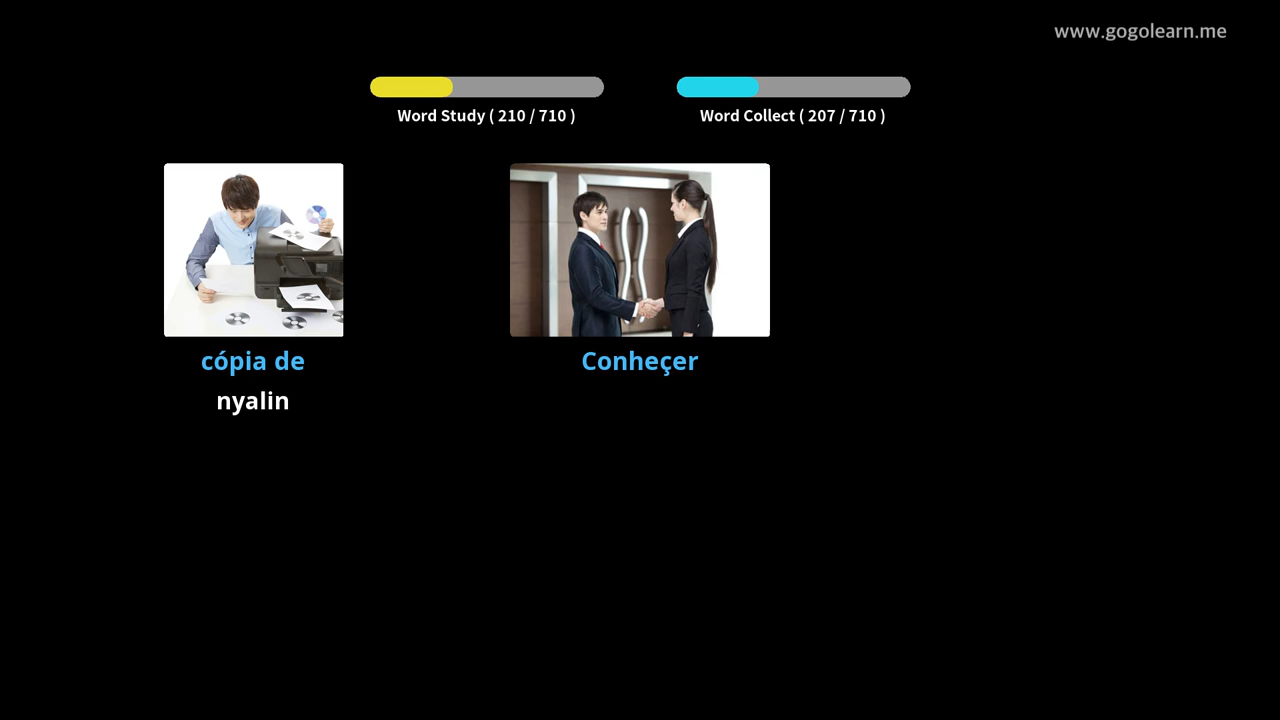 www.gogolearn.me
Word Study ( 210 / 710 )
Word Collect ( 207 / 710 )
cópia de
nyalin
Conheçer